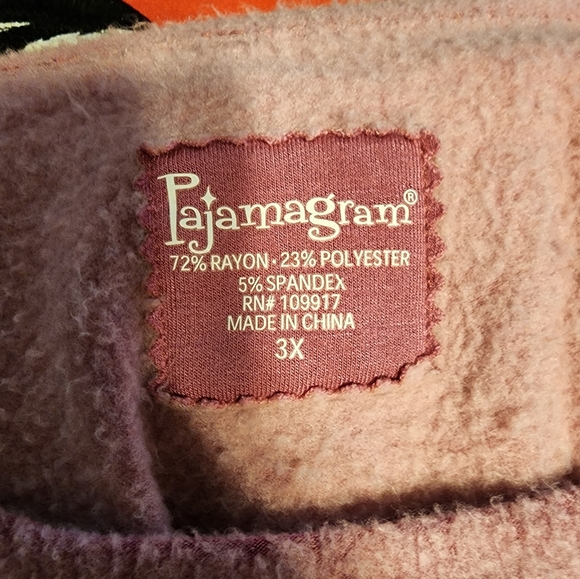 Pajamagram®
72% RAYON · 23% POLYESTER
5% SPANDEX
RN# 109917
MADE IN CHINA
3X